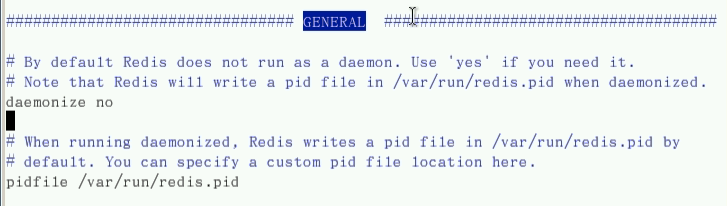 ################################ GENERAL #####################################
# By default Redis does not run as a daemon. Use 'yes' if you need it.
# Note that Redis will write a pid file in /var/run/redis.pid when daemonized.
daemonize no
# When running daemonized, Redis writes a pid file in /var/run/redis.pid by
# default. You can specify a custom pid file location here.
pidfile /var/run/redis.pid